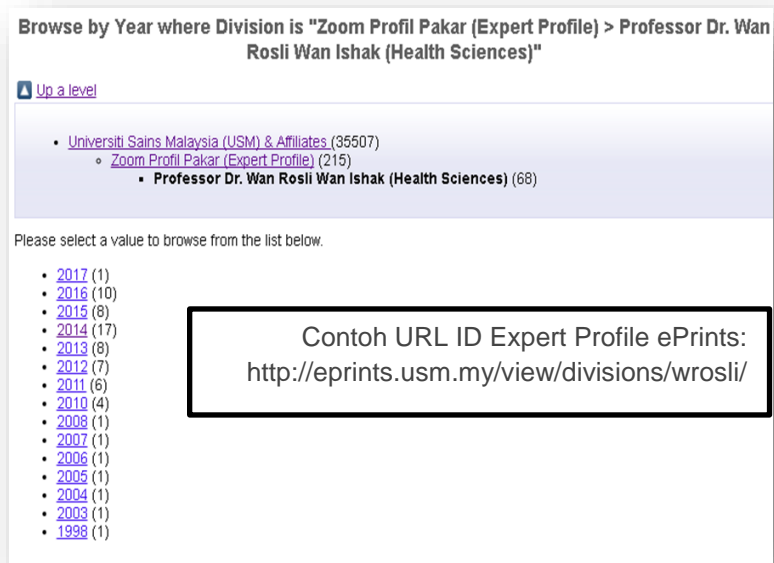 Browse by Year where Division is "Zoom Profil Pakar (Expert Profile) > Professor Dr. Wan
Rosli Wan Ishak (Health Sciences)"
Up a level
• Universiti Sains Malaysia (USM) & Affiliates (35507)
◦ Zoom Profil Pakar (Expert Profile) (215)
▪ Professor Dr. Wan Rosli Wan Ishak (Health Sciences) (68)
Please select a value to browse from the list below.
• 2017 (1)
• 2016 (10)
• 2015 (8)
• 2014 (17)
• 2013 (8)
• 2012 (7)
• 2011 (6)
• 2010 (4)
• 2008 (1)
• 2007 (1)
• 2006 (1)
• 2005 (1)
• 2004 (1)
• 2003 (1)
• 1998 (1)
Contoh URL ID Expert Profile ePrints:
http://eprints.usm.my/view/divisions/wrosli/